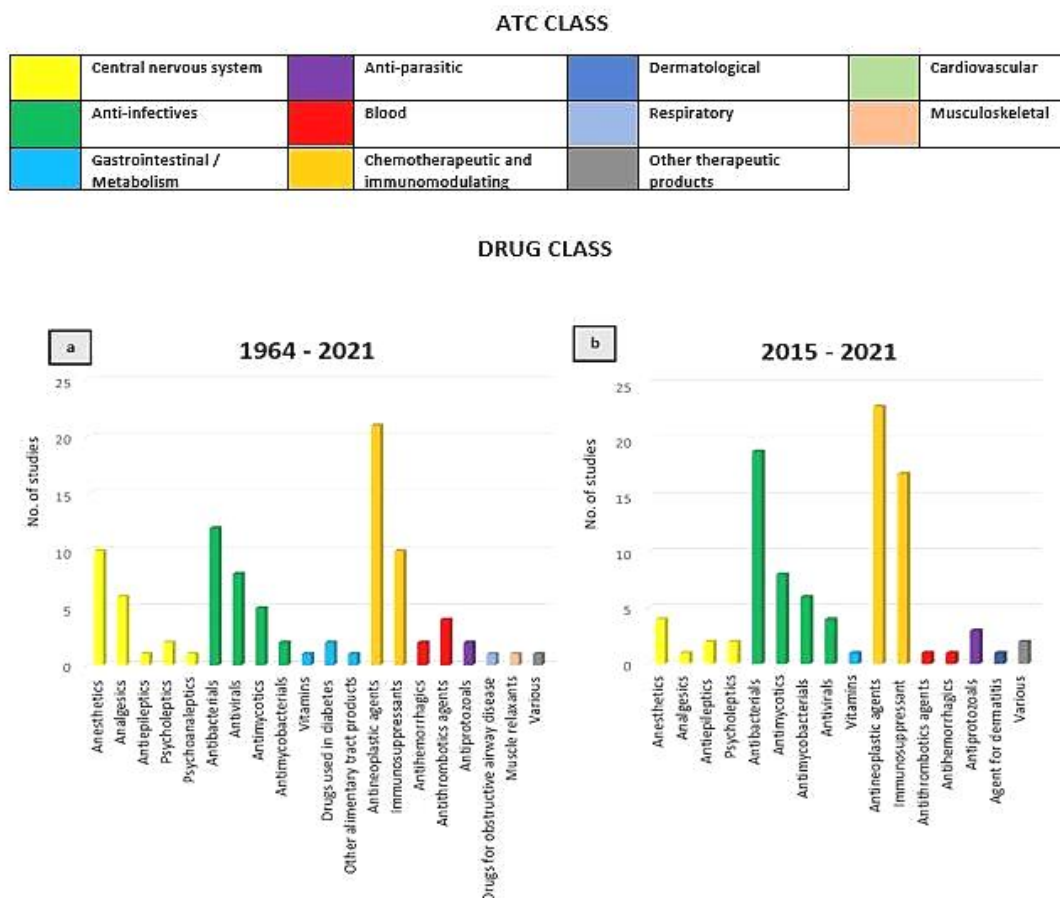 ATC CLASS
Central nervous system
Anti-parasitic
Dermatological
Cardiovascular
Anti-infectives
Blood
Respiratory
Musculoskeletal
Gastrointestinal /
Metabolism
Chemotherapeutic and
immunomodulating
Other therapeutic
products
DRUG CLASS
a
1964 - 2021
No. of studies
25
20
15
10
5
0
Anesthetics
Analgesics
Antiepileptics
Psycholeptics
Psychoanaleptics
Antibacterials
Antivirals
Antimycotics
Antimycobacterials
Vitamins
Drugs used in diabetes
Other alimentary tract products
Antineoplastic agents
Immunosuppressants
Antihemorrhagics
Antithrombotics agents
Antiprotozoals
Drugs for obstructive airway disease
Muscle relaxants
Various
b
2015 - 2021
No. of studies
25
20
15
10
5
0
Anesthetics
Analgesics
Antiepileptics
Psycholeptics
Antibacterials
Antimycotics
Antimytobacterials
Antivirals
Vitamins
Antineoplastic agents
Immunosuppressant
Antithrombotics agents
Antihemorrhagics
Antiprotozoals
Agent for dermatitis
Various